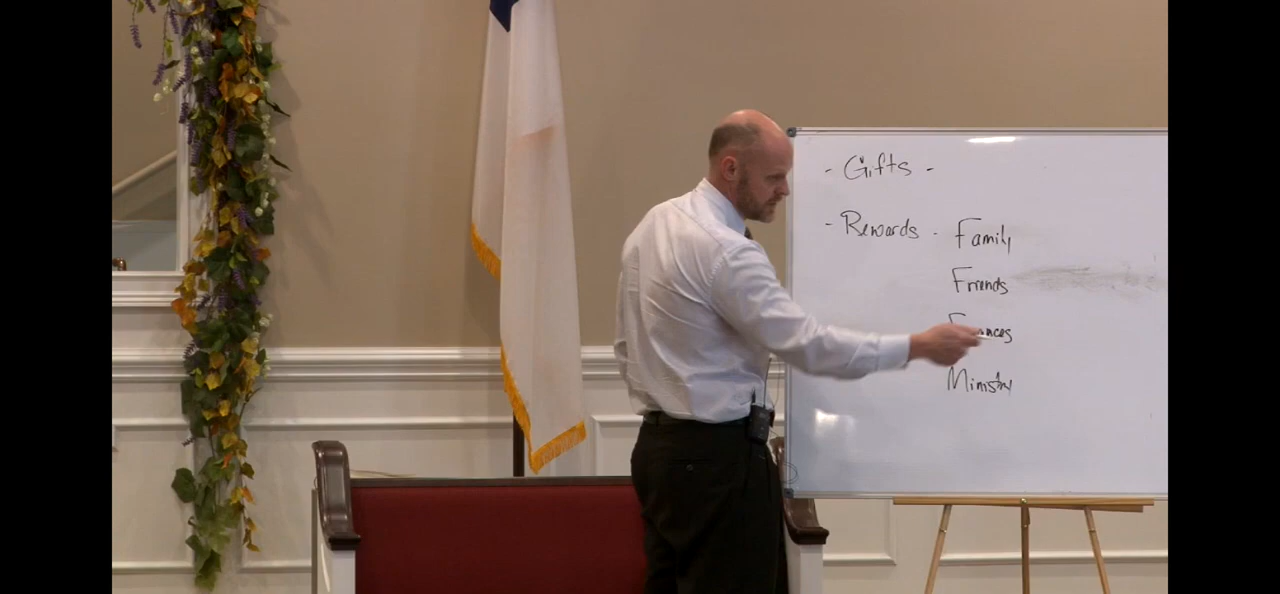 - Gifts -
- Rewards - Family
Friends
Ministry